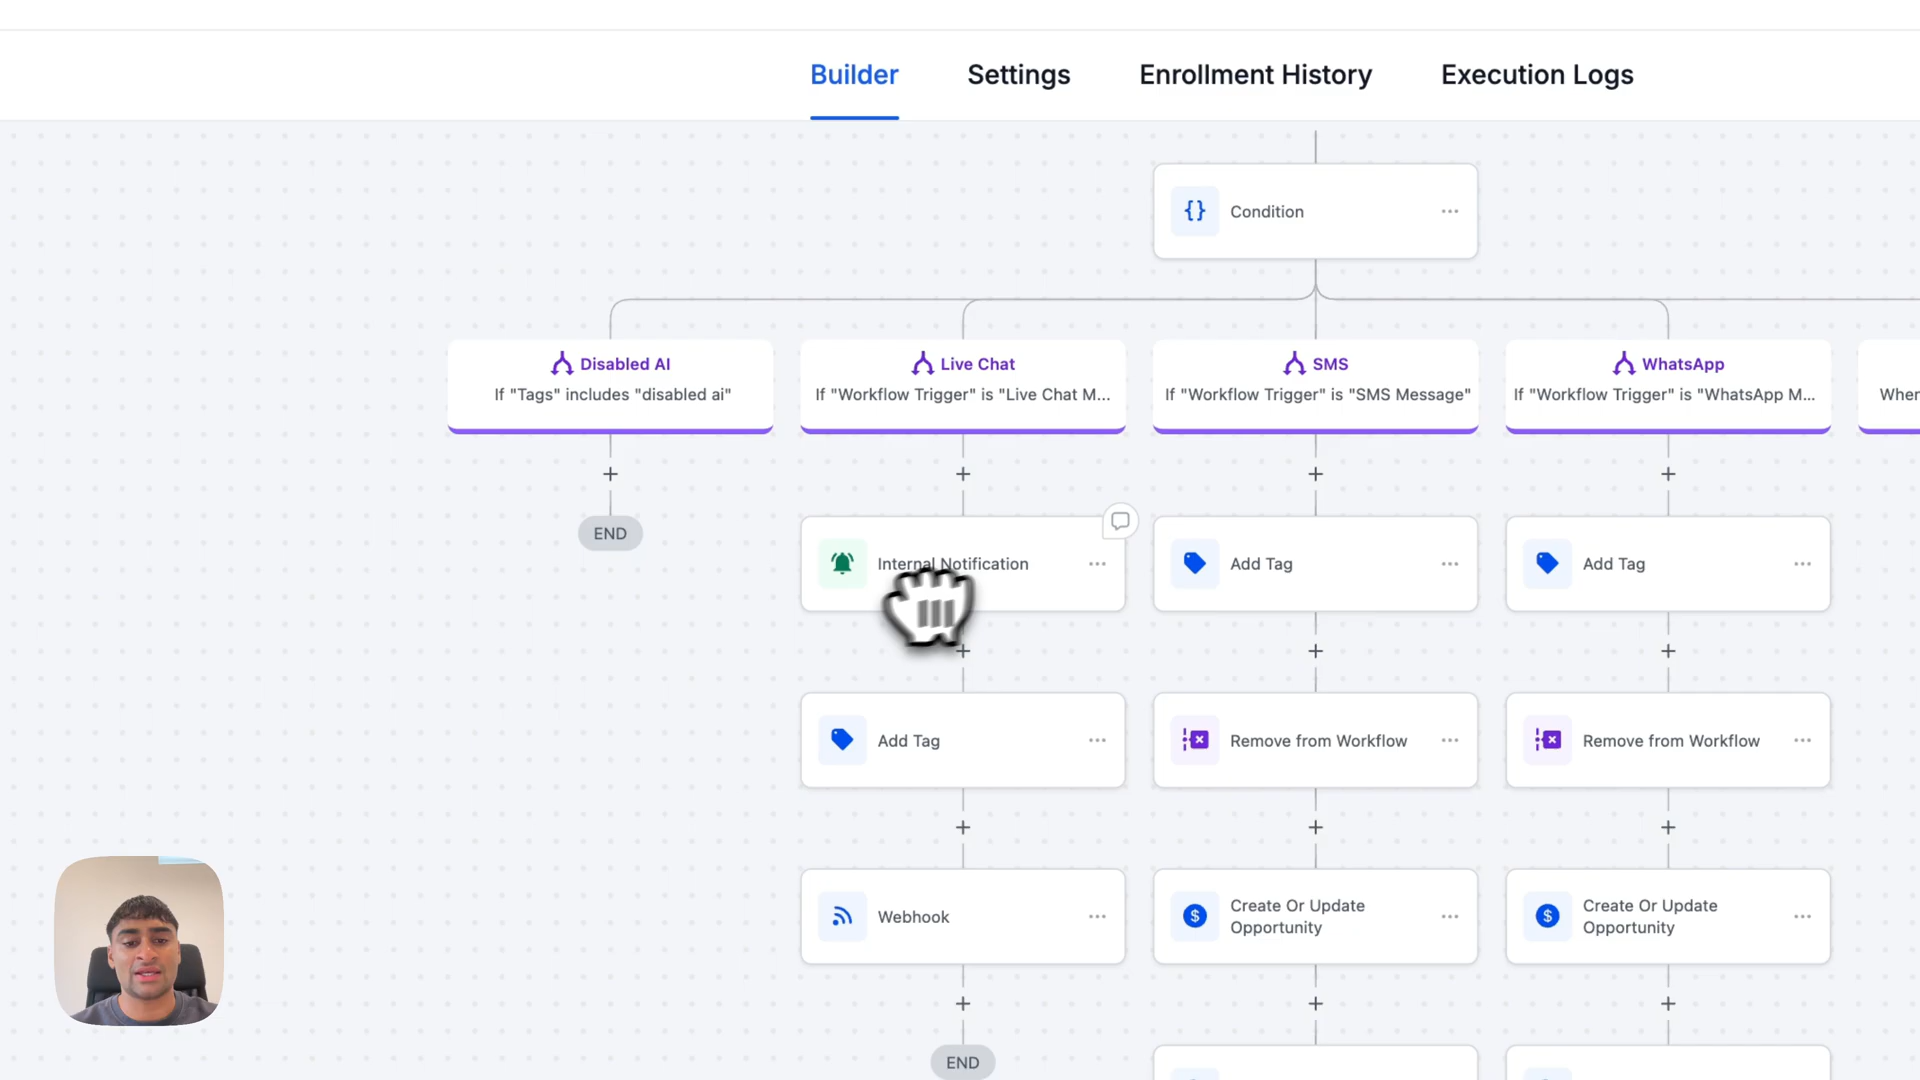 Builder
Settings
Enrollment History
Execution Logs
Condition
Disabled AI
If "Tags" includes "disabled ai"
Live Chat
If "Workflow Trigger" is "Live Chat M...
SMS
If "Workflow Trigger" is "SMS Message"
WhatsApp
If "Workflow Trigger" is "WhatsApp M...
END
Internal Notification
Add Tag
Add Tag
Add Tag
Remove from Workflow
Remove from Workflow
Webhook
Create Or Update
Opportunity
Create Or Update
Opportunity
END